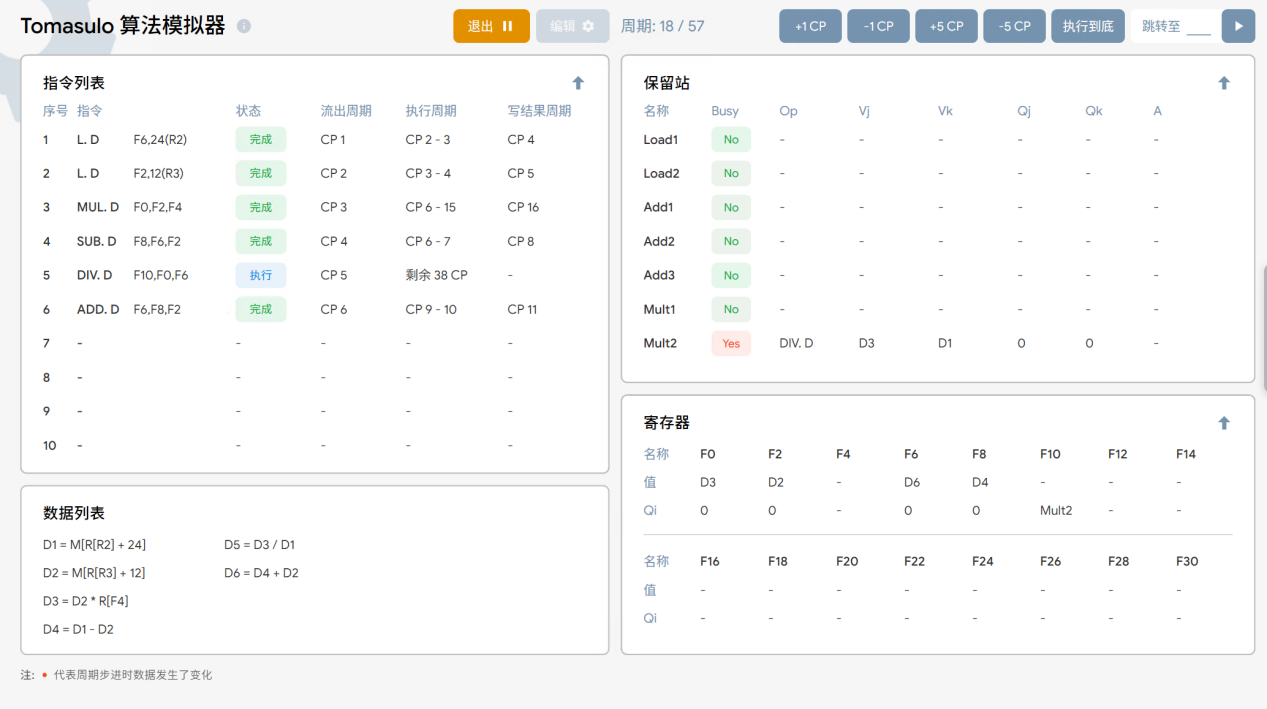 Tomasulo 算法模拟器 退出 编辑 周期: 18 / 57 +1 CP -1 CP +5 CP -5 CP 执行到底 跳转至 ___
指令列表
序号 指令 状态 流出周期 执行周期 写结果周期
1 L. D F6,24(R2) 完成 CP 1 CP 2 - 3 CP 4
2 L. D F2,12(R3) 完成 CP 2 CP 3 - 4 CP 5
3 MUL. D F0,F2,F4 完成 CP 3 CP 6 - 15 CP 16
4 SUB. D F8,F6,F2 完成 CP 4 CP 6 - 7 CP 8
5 DIV. D F10,F0,F6 执行 CP 5 剩余 38 CP -
6 ADD. D F6,F8,F2 完成 CP 6 CP 9 - 10 CP 11
7 - - - - -
8 - - - - -
9 - - - - -
10 - - - - -
数据列表
D1 = M[R[R2] + 24] D5 = D3 / D1
D2 = M[R[R3] + 12] D6 = D4 + D2
D3 = D2 * R[F4]
D4 = D1 - D2
保留站
名称 Busy Op Vj Vk Qj Qk A
Load1 No - - - - - -
Load2 No - - - - - -
Add1 No - - - - - -
Add2 No - - - - - -
Add3 No - - - - - -
Mult1 No - - - - - -
Mult2 Yes DIV. D D3 D1 0 0 -
寄存器
名称 F0 F2 F4 F6 F8 F10 F12 F14
值 D3 D2 - D6 D4 - - -
Qi 0 0 - 0 0 Mult2 - -
名称 F16 F18 F20 F22 F24 F26 F28 F30
值 - - - - - - - -
Qi - - - - - - - -
注: • 代表周期步进时数据发生了变化